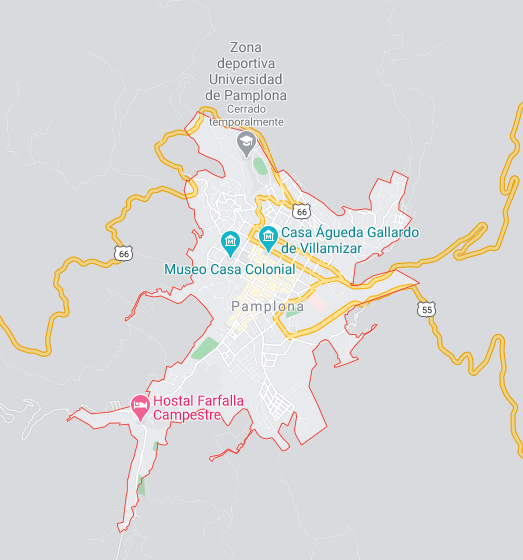 Zona
deportiva
Universidad
de Pamplona
Cerrado
temporalmente
66
Casa Águeda Gallardo
de Villamizar
66
Museo Casa Colonial
Pamplona
55
Hostal Farfalla
Campestre